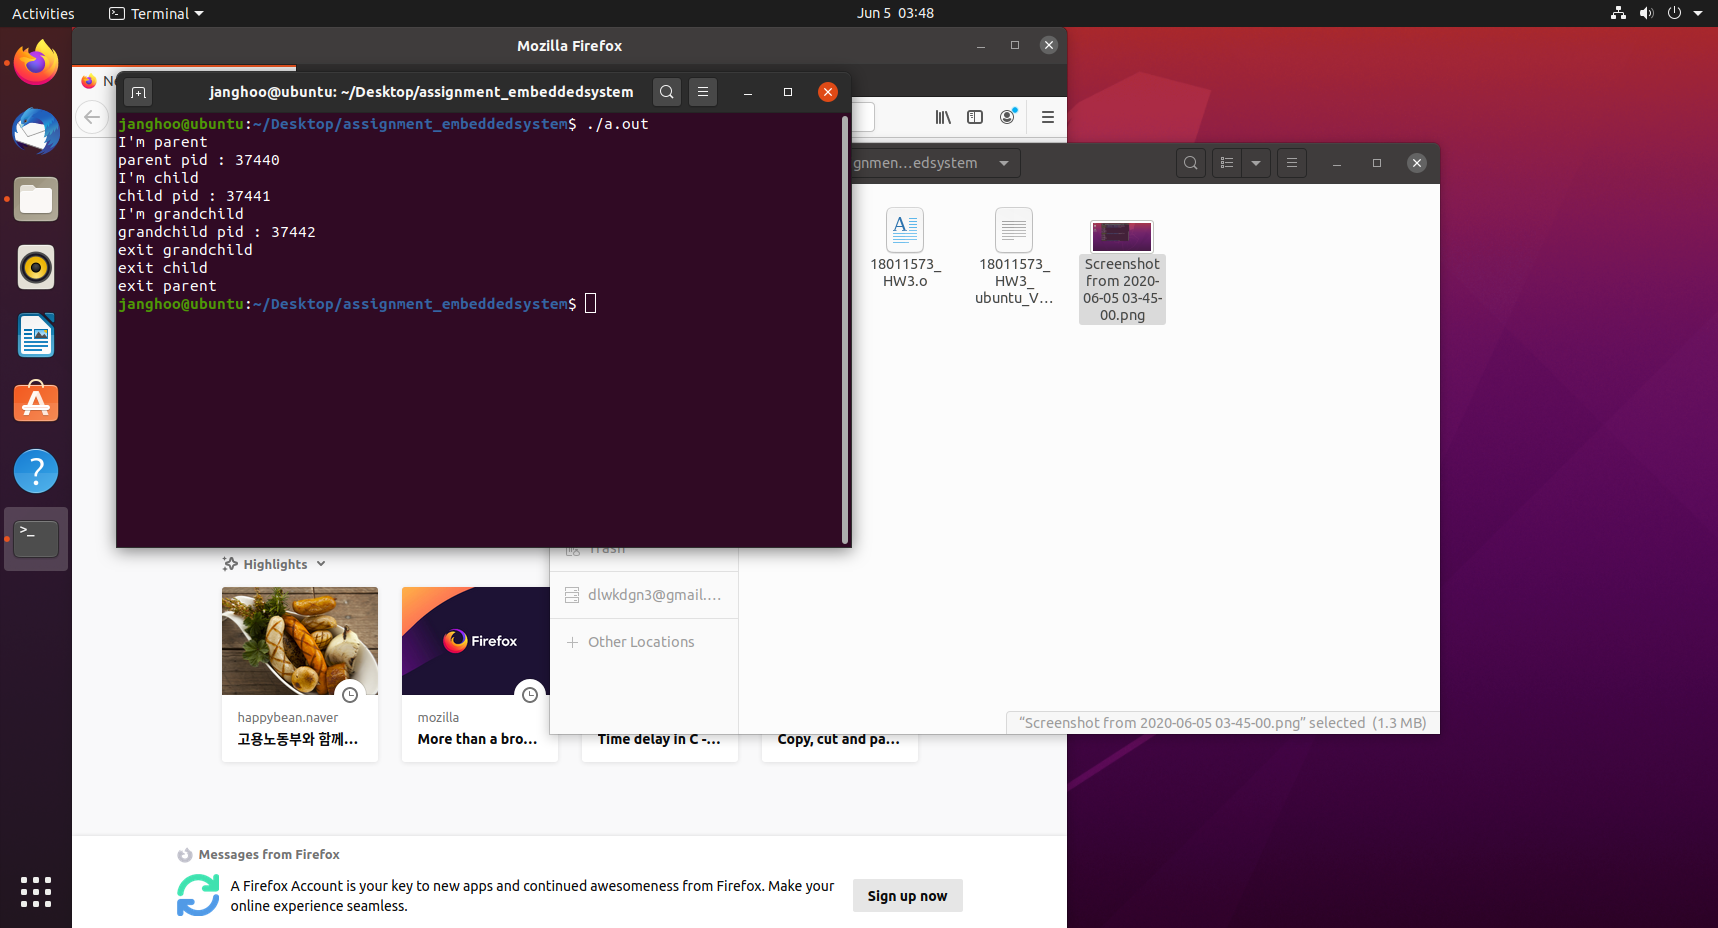 Activities
Terminal
Jun 5 03:48
Mozilla Firefox
janghoo@ubuntu: ~/Desktop/assignment_embeddedsystem
janghoo@ubuntu:~/Desktop/assignment_embeddedsystem$ ./a.out
I'm parent
parent pid : 37440
I'm child
child pid : 37441
I'm grandchild
grandchild pid : 37442
exit grandchild
exit child
exit parent
janghoo@ubuntu:~/Desktop/assignment_embeddedsystem$
gnmen...edsystem
18011573_
HW3.o
18011573_
HW3_
ubuntu_V...
Screenshot
from 2020-
06-05 03-45-
00.png
Trash
dlwkdgn3@gmail....
Other Locations
"Screenshot from 2020-06-05 03-45-00.png" selected (1.3 MB)
Highlights
Firefox
happybean.naver
고용노동부와 함께...
mozilla
More than a bro...
Time delay in C -...
Copy, cut and pa...
Messages from Firefox
A Firefox Account is your key to new apps and continued awesomeness from Firefox. Make your
online experience seamless.
Sign up now